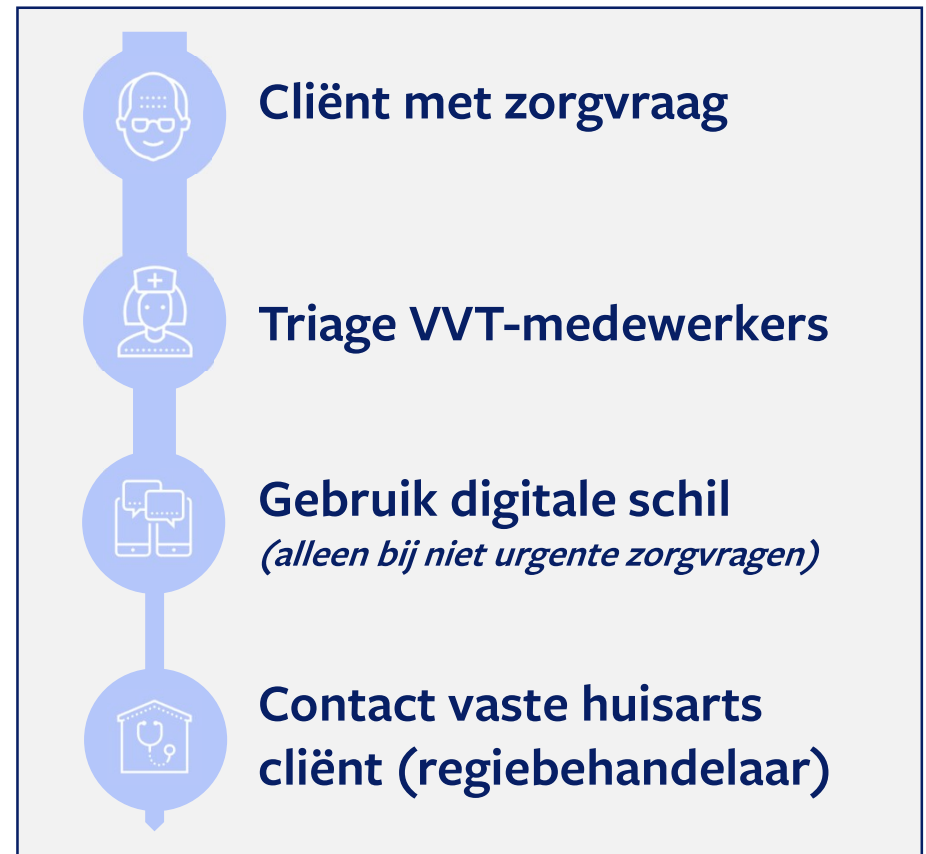 Cliënt met zorgvraag
Triage VVT-medewerkers
Gebruik digitale schil
(alleen bij niet urgente zorgvragen)
Contact vaste huisarts
cliënt (regiebehandelaar)